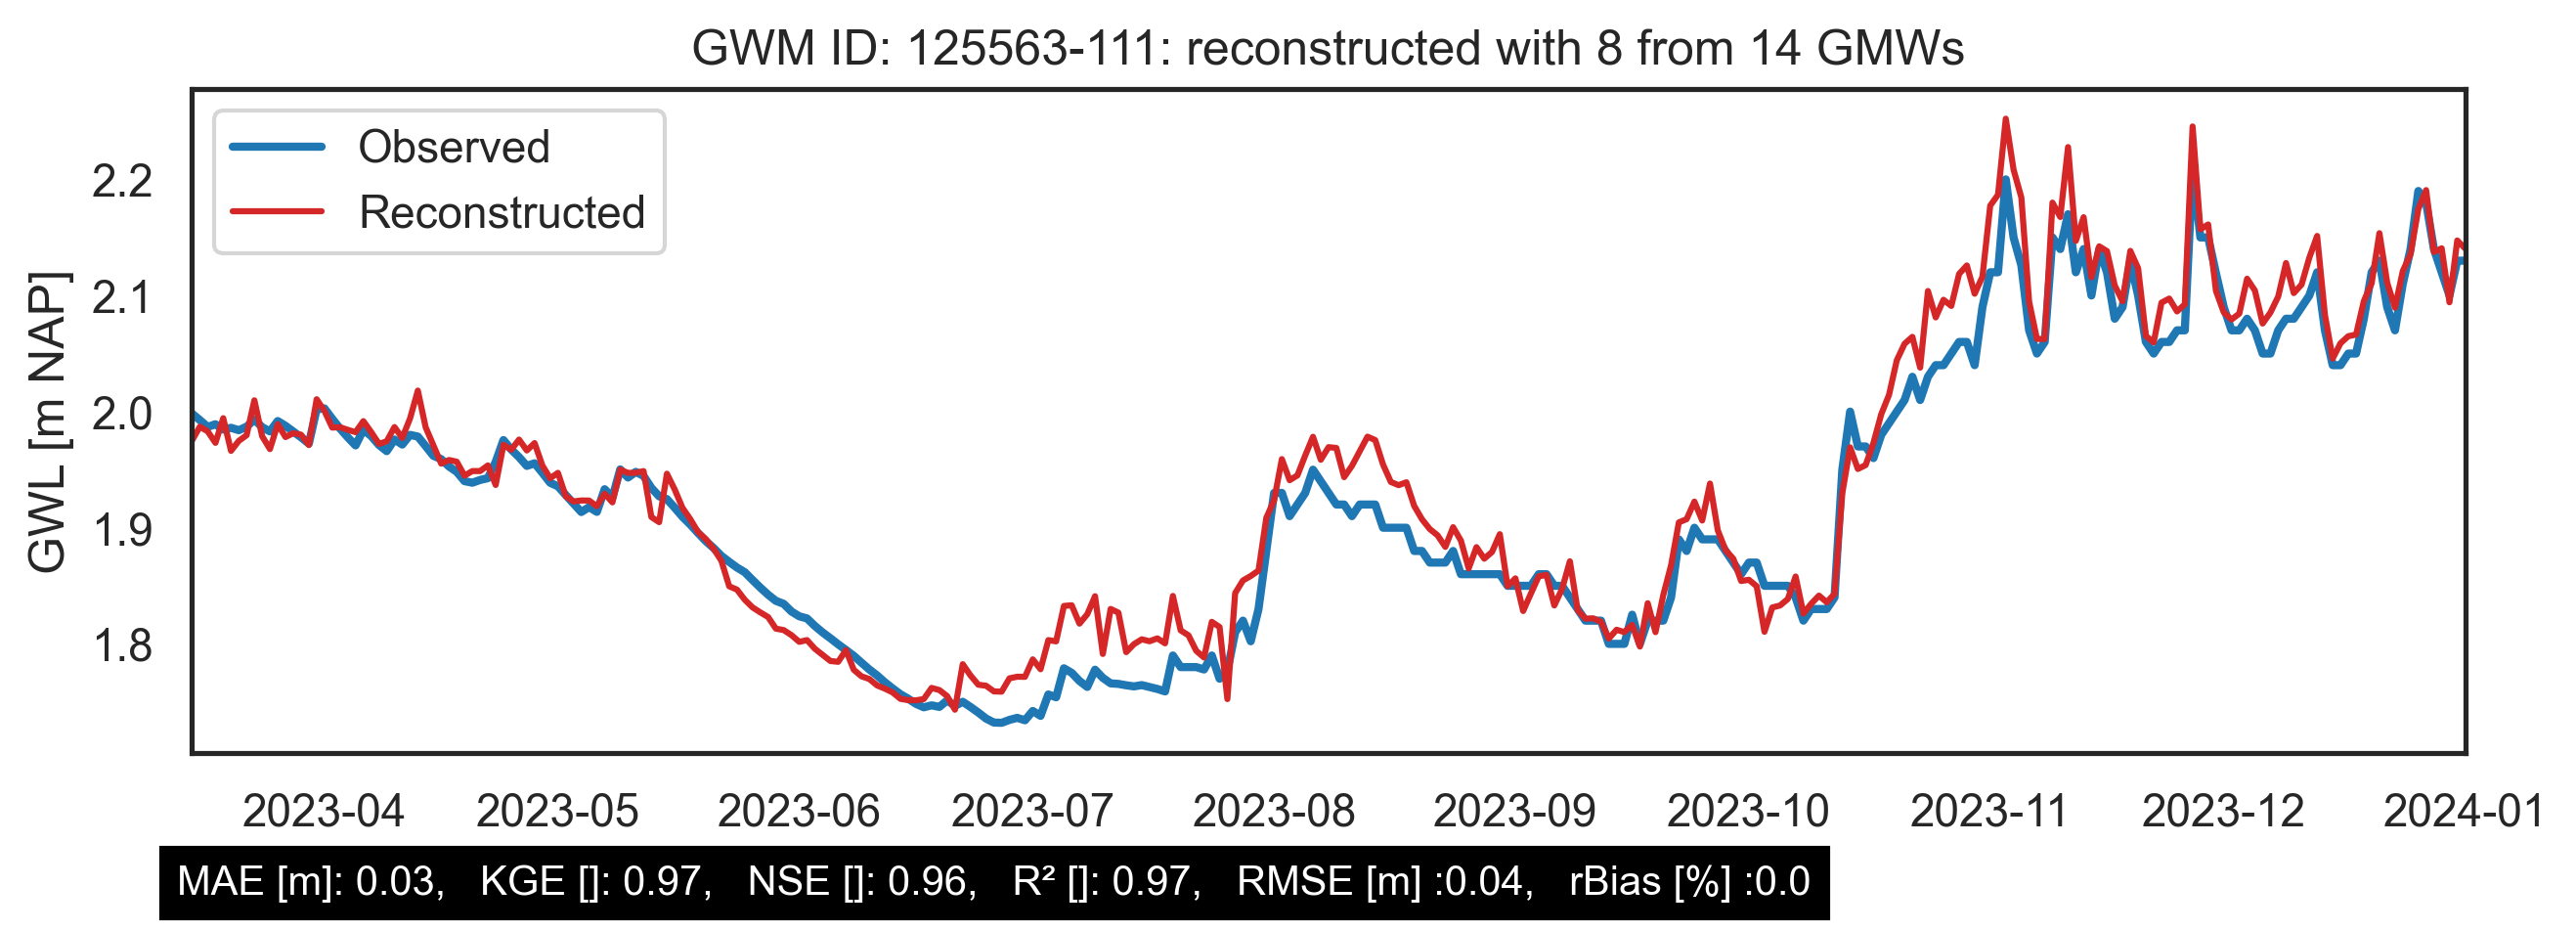 GWM ID: 125563-111: reconstructed with 8 from 14 GMWs
Observed
Reconstructed
GWL [m NAP]
2.2
2.1
2.0
1.9
1.8
2023-04 2023-05 2023-06 2023-07 2023-08 2023-09 2023-10 2023-11 2023-12 2024-01
MAE [m]: 0.03, KGE []: 0.97, NSE []: 0.96, R² []: 0.97, RMSE [m] :0.04, rBias [%] :0.0